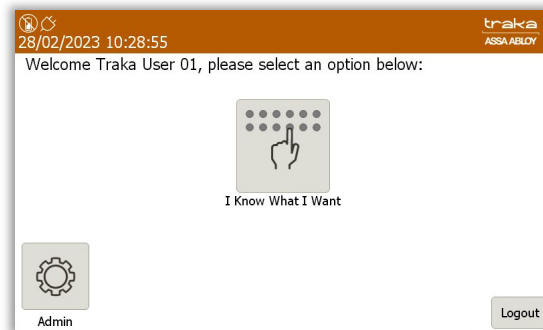 28/02/2023 10:28:55
traka
ASSA ABLOY
Welcome Traka User 01, please select an option below:
I Know What I Want
Admin
Logout